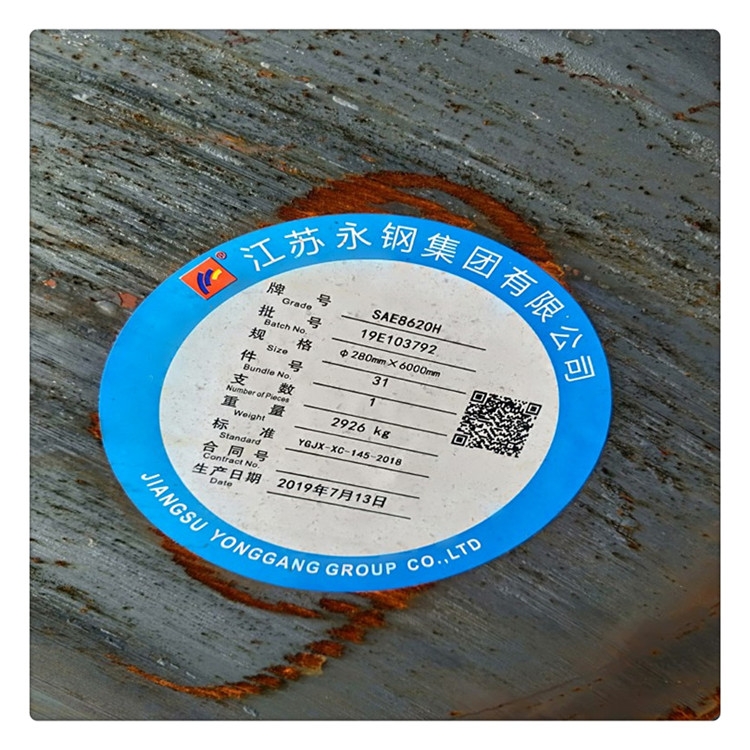 江苏永钢集团有限公司
®
牌号 SAE8620H
Grade
批号 19E103792
Batch No.
规格 φ280mm×6000mm
Size
件号 31
Bundle No.
支数 1
Number of Pieces
重量 2926 kg
Weight
标准 YGJX-XC-145-2018
Standard
合同号
Contract No.
生产日期 2019年7月13日
Date
JIANGSU YONGGANG GROUP CO.,LTD